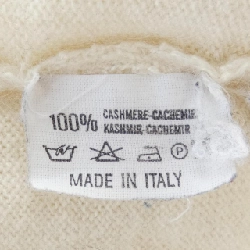 100% CASHMERE-CACHEMIR
KASHMIR-CACHEMIR
P
MADE IN ITALY